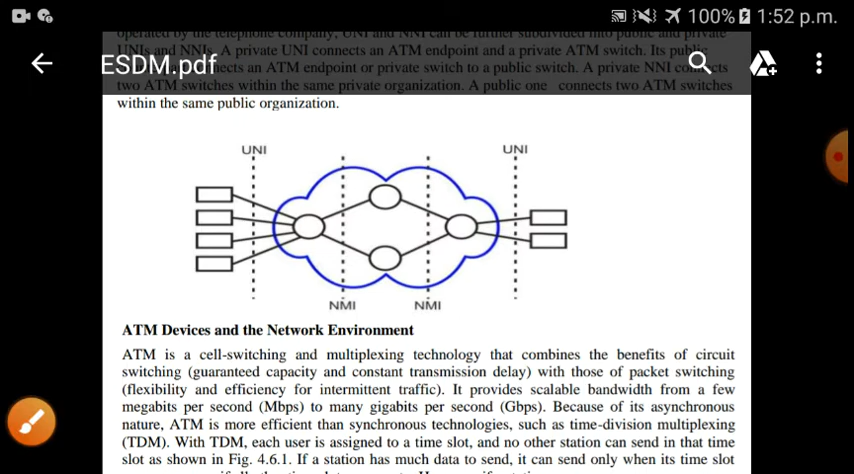 100% 1:52 p.m.
operated by the telephone company. UNI and NNI can be further subdivided into public and private
UNIs and NNIs. A private UNI connects an ATM endpoint and a private ATM switch. Its public
ESDM.pdf
nects an ATM endpoint or private switch to a public switch. A private NNI connects
two ATM switches within the same private organization. A public one connects two ATM switches
within the same public organization.
UNI UNI
NMI NMI
ATM Devices and the Network Environment
ATM is a cell-switching and multiplexing technology that combines the benefits of circuit
switching (guaranteed capacity and constant transmission delay) with those of packet switching
(flexibility and efficiency for intermittent traffic). It provides scalable bandwidth from a few
megabits per second (Mbps) to many gigabits per second (Gbps). Because of its asynchronous
nature, ATM is more efficient than synchronous technologies, such as time-division multiplexing
(TDM). With TDM, each user is assigned to a time slot, and no other station can send in that time
slot as shown in Fig. 4.6.1. If a station has much data to send, it can send only when its time slot